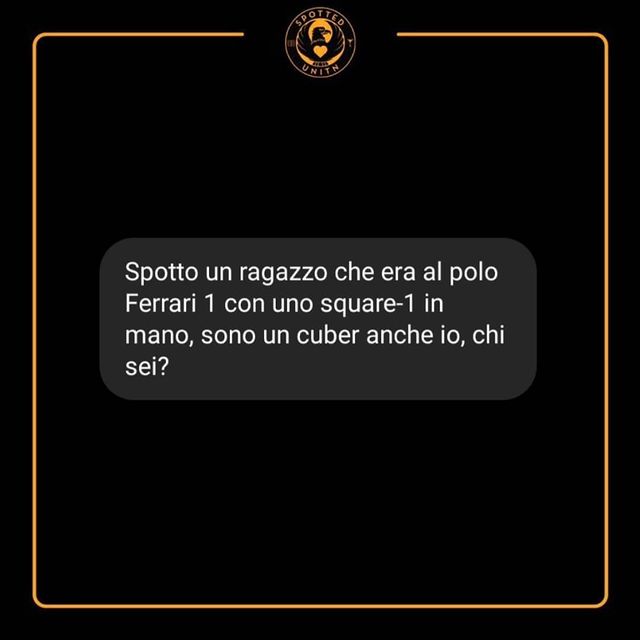 SPOTTED
UNITN
Spotto un ragazzo che era al polo
Ferrari 1 con uno square-1 in
mano, sono un cuber anche io, chi
sei?